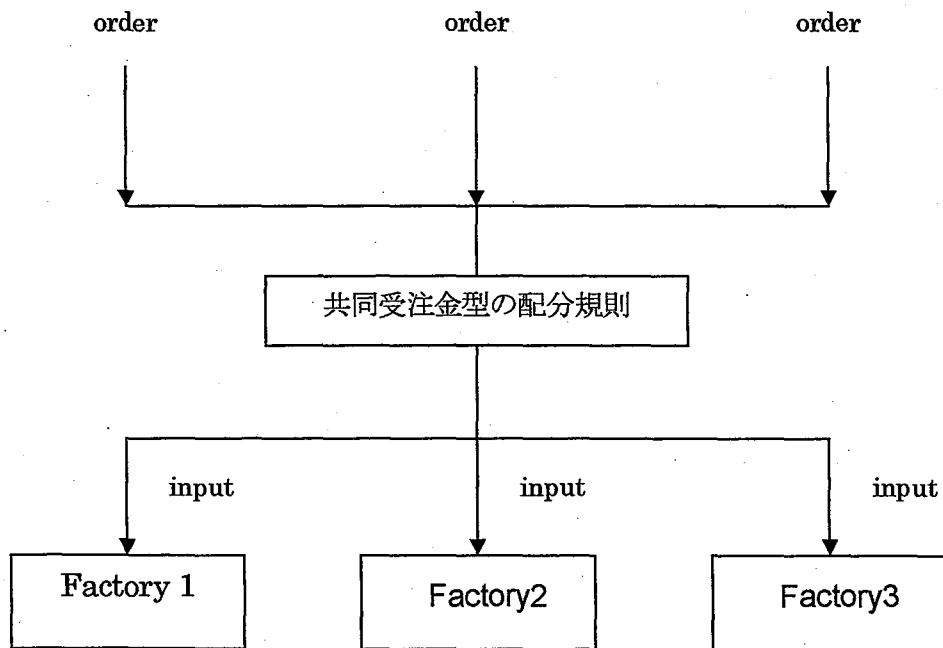 order order order
共同受注金型の配分規則
input input input
Factory 1 Factory2 Factory3